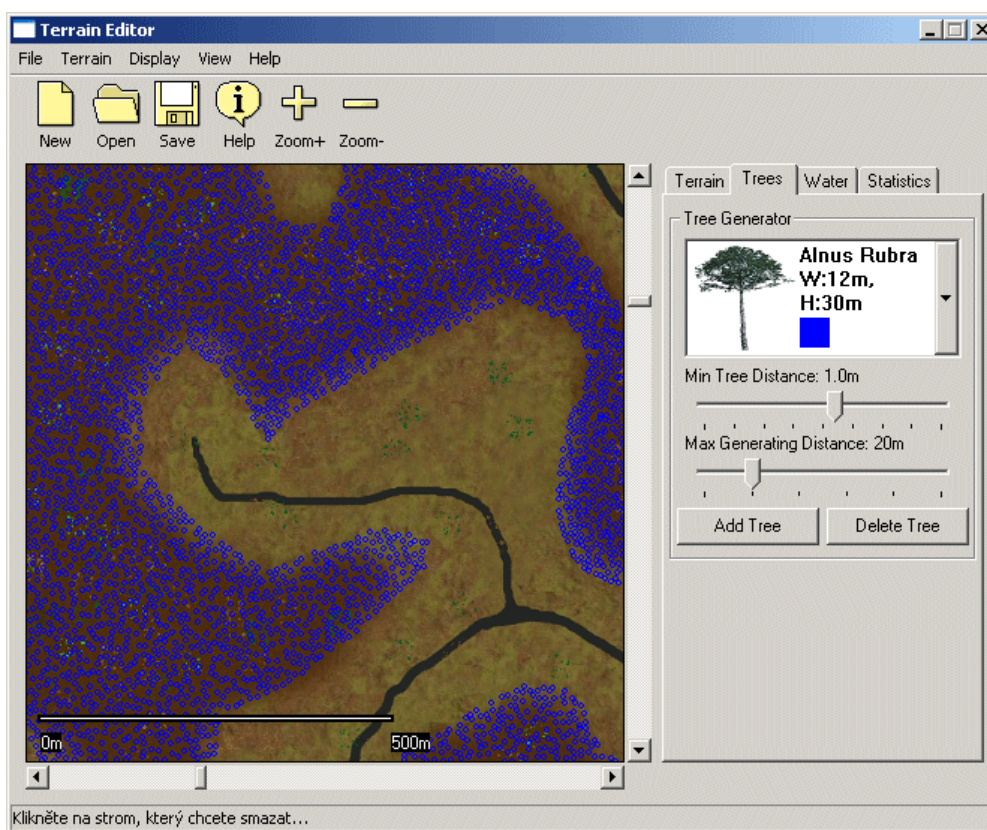 Terrain Editor
File Terrain Display View Help
New Open Save Help Zoom+ Zoom-
Terrain Trees Water Statistics
Tree Generator
Alnus Rubra
W:12m,
H:30m
Min Tree Distance: 1.0m
Max Generating Distance: 20m
Add Tree Delete Tree
0m 500m
Klikněte na strom, který chcete smazat...